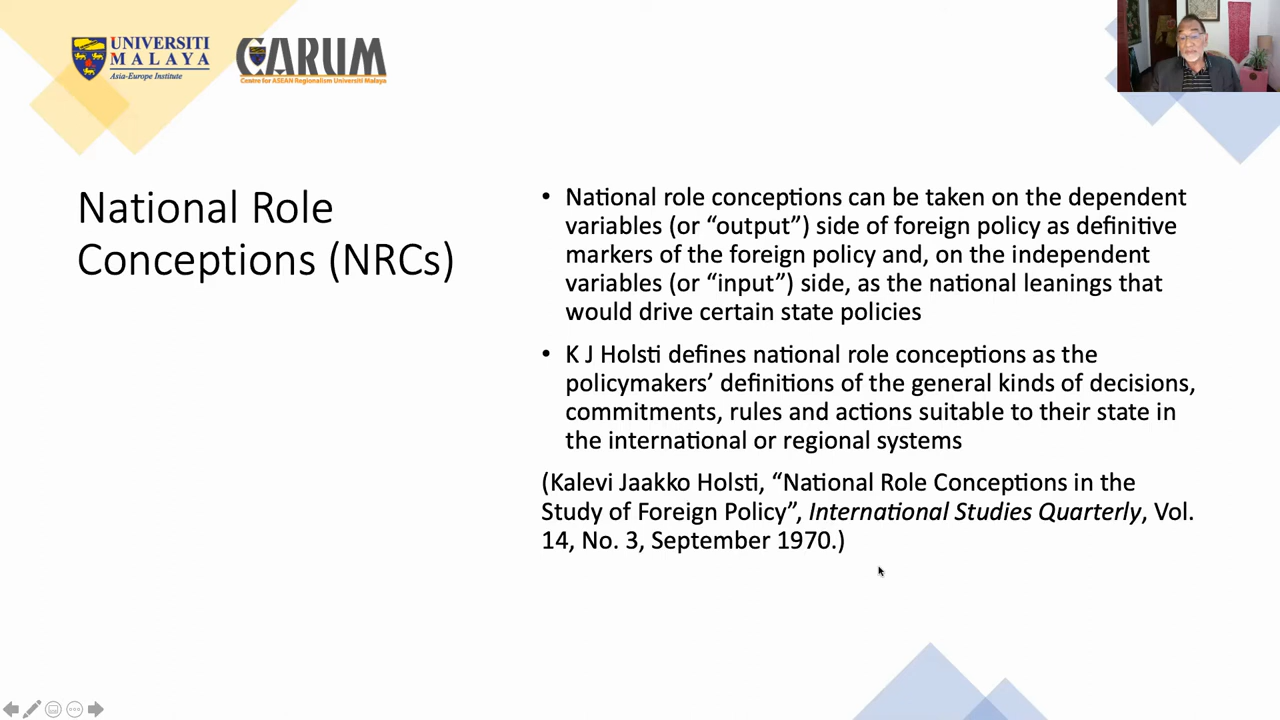 UNIVERSITI
MALAYA
Asia-Europe Institute
CARUM
Centre for ASEAN Regionalism Universiti Malaya
National Role
Conceptions (NRCs)
• National role conceptions can be taken on the dependent
variables (or “output”) side of foreign policy as definitive
markers of the foreign policy and, on the independent
variables (or “input”) side, as the national leanings that
would drive certain state policies
• K J Holsti defines national role conceptions as the
policymakers’ definitions of the general kinds of decisions,
commitments, rules and actions suitable to their state in
the international or regional systems
(Kalevi Jaakko Holsti, “National Role Conceptions in the
Study of Foreign Policy”, International Studies Quarterly, Vol.
14, No. 3, September 1970.)